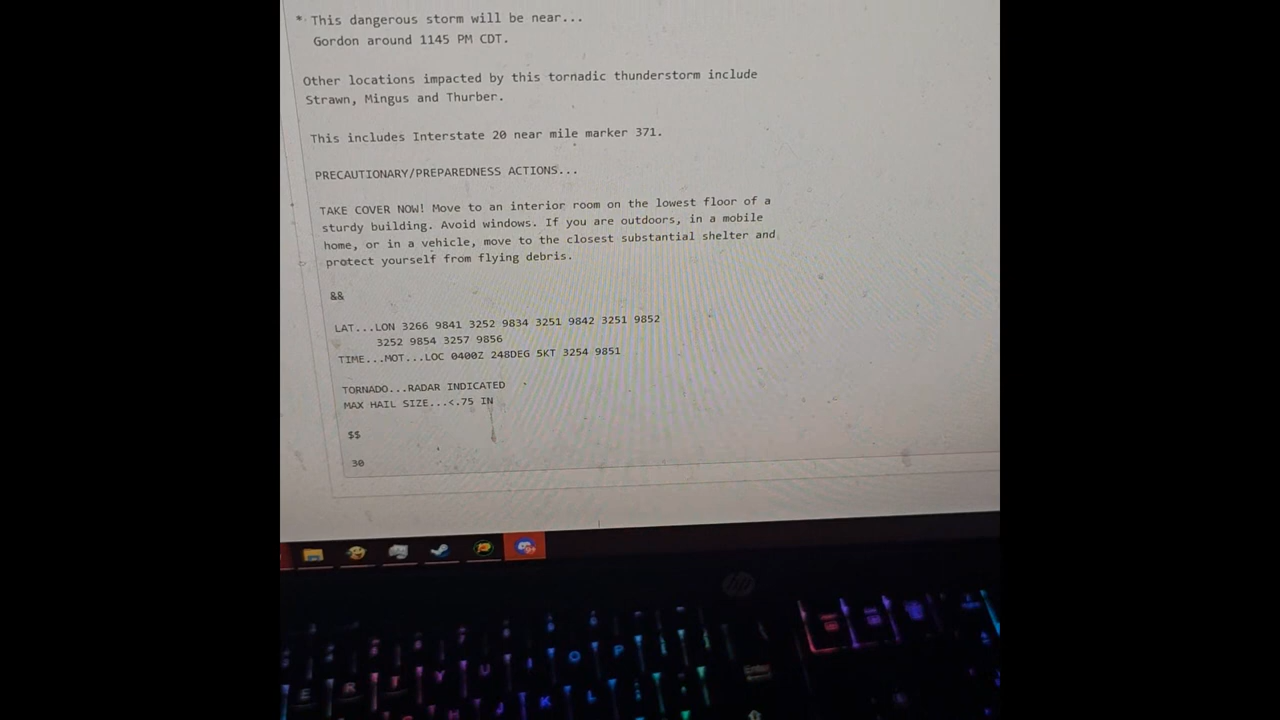 * This dangerous storm will be near...
Gordon around 1145 PM CDT.
Other locations impacted by this tornadic thunderstorm include
Strawn, Mingus and Thurber.
This includes Interstate 20 near mile marker 371.
PRECAUTIONARY/PREPAREDNESS ACTIONS...
TAKE COVER NOW! Move to an interior room on the lowest floor of a
sturdy building. Avoid windows. If you are outdoors, in a mobile
home, or in a vehicle, move to the closest substantial shelter and
protect yourself from flying debris.
&&
LAT...LON 3266 9841 3252 9834 3251 9842 3251 9852
3252 9854 3257 9856
TIME...MOT...LOC 0400Z 248DEG 5KT 3254 9851
TORNADO...RADAR INDICATED
MAX HAIL SIZE...<.75 IN
$$
30
hp
E R Y U I O P
Enter
H J K L